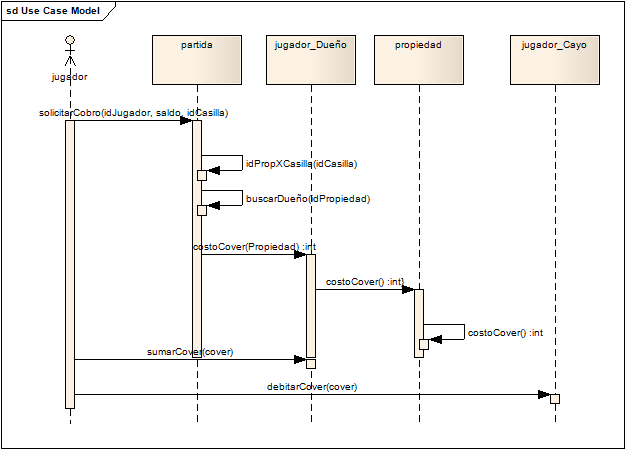 sd Use Case Model
jugador
partida
jugador_Dueño
propiedad
jugador_Cayo
solicitarCobro(idJugador, saldo, idCasilla)
idPropXCasilla(idCasilla)
buscarDueño(idPropiedad)
costoCover(Propiedad) :int
costoCover() :int}
costoCover() :int
sumarCover(cover)
debitarCover(cover)